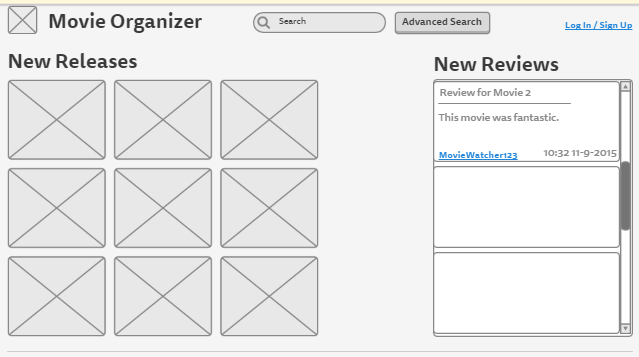 Movie Organizer
Search
Advanced Search
Log In / Sign Up
New Releases
New Reviews
Review for Movie 2
This movie was fantastic.
MovieWatcher123
10:32 11-9-2015